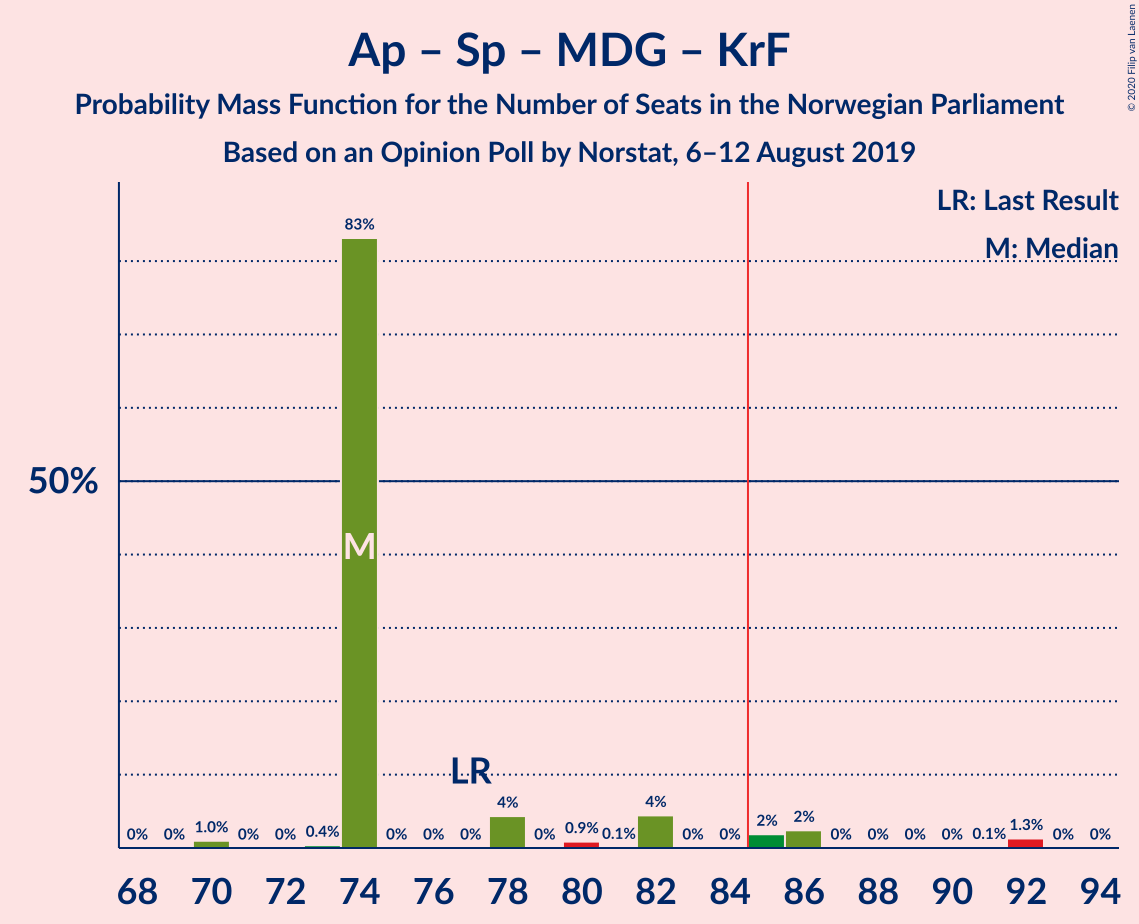 Ap – Sp – MDG – KrF
Probability Mass Function for the Number of Seats in the Norwegian Parliament
Based on an Opinion Poll by Norstat, 6–12 August 2019
© 2020 Filip van Laenen
LR: Last Result
M: Median
83%
50%
M
LR
0% 0% 1.0% 0% 0% 0.4% 0% 0% 0% 4% 0% 0.9% 0.1% 4% 0% 0% 2% 2% 0% 0% 0% 0% 0.1% 1.3% 0% 0%
68 70 72 74 76 78 80 82 84 86 88 90 92 94